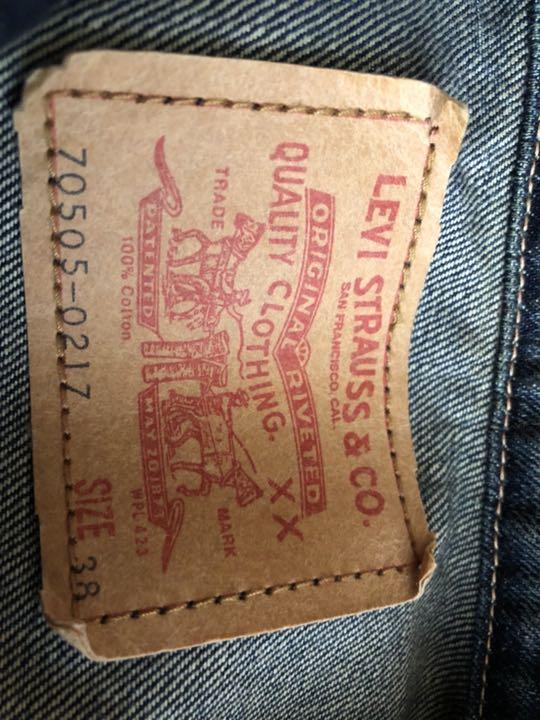 LEVI STRAUSS & CO.
SAN FRANCISCO, CAL.
ORIGINAL RIVETED
QUALITY CLOTHING.
XX
TRADE MARK
PATENTED MAY 20 1873
100% Cotton WPL 423
70505-0217 SIZE 38